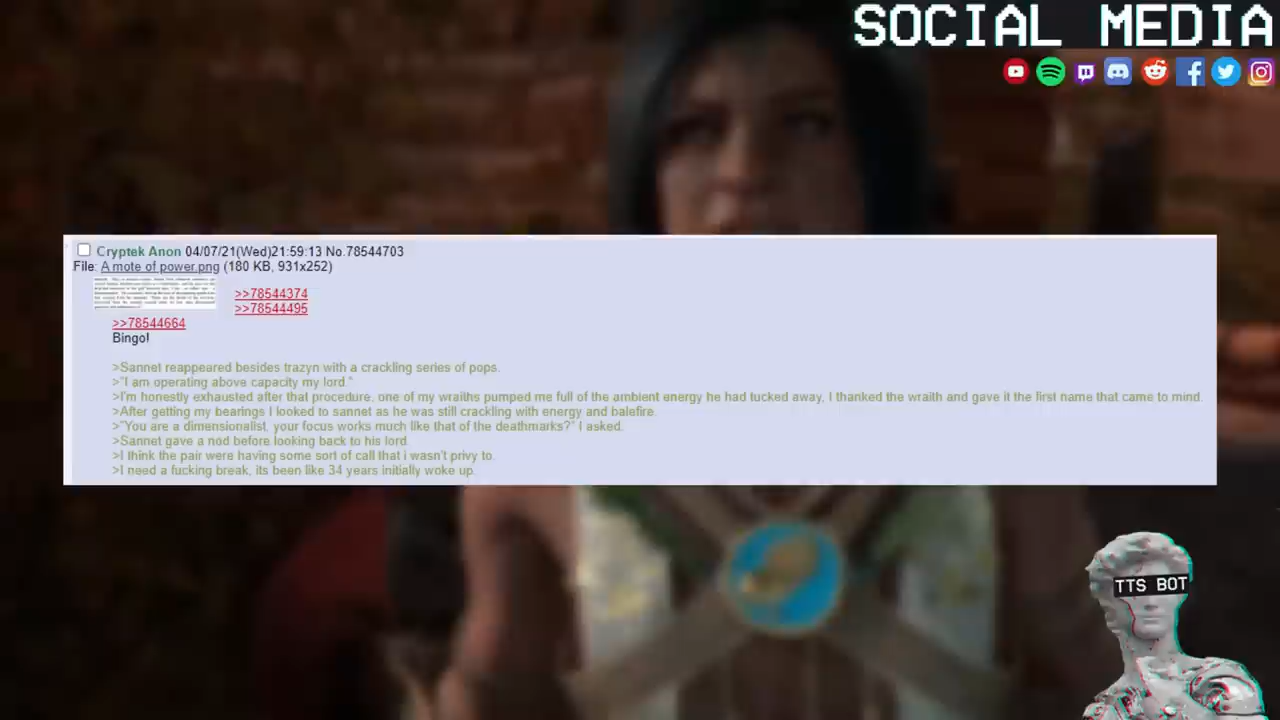 SOCIAL MEDIA
Cryptek Anon 04/07/21(Wed)21:59:13 No.78544703
File: A mote of power.png (180 KB, 931x252)
>>78544374
>>78544495
>>78544664
Bingo!
>Sannet reappeared besides trazyn with a crackling series of pops.
>"I am operating above capacity my lord."
>I'm honestly exhausted after that procedure, one of my wraiths pumped me full of the ambient energy he had tucked away, I thanked the wraith and gave it the first name that came to mind.
>After getting my bearings I looked to sannet as he was still crackling with energy and balefire.
>"You are a dimensionalist, your focus works much like that of the deathmarks?" I asked.
>Sannet gave a nod before looking back to his lord.
>I think the pair were having some sort of call that i wasn't privy to.
>I need a fucking break, its been like 34 years initially woke up.
TTS BOT